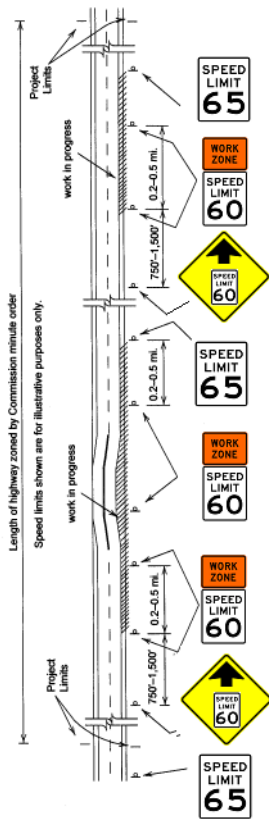 Length of highway zoned by Commission minute order
Speed limits shown are for illustrative purposes only.
Project
Limits
work in progress
0.2–0.5 mi.
750'–1,500'
0.2–0.5 mi.
work in progress
0.2–0.5 mi.
750'–1,500'
Project
Limits
SPEED
LIMIT
65
WORK
ZONE
SPEED
LIMIT
60
SPEED
LIMIT
60
SPEED
LIMIT
65
WORK
ZONE
SPEED
LIMIT
60
WORK
ZONE
SPEED
LIMIT
60
SPEED
LIMIT
60
SPEED
LIMIT
65